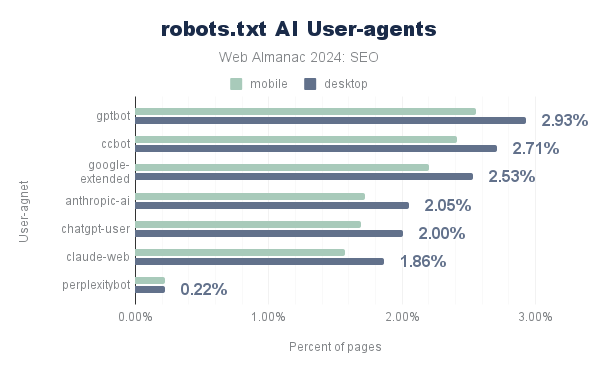 robots.txt AI User-agents
Web Almanac 2024: SEO
mobile desktop
gptbot 2.93%
ccbot 2.71%
google-
extended 2.53%
anthropic-ai 2.05%
chatgpt-user 2.00%
claude-web 1.86%
perplexitybot 0.22%
User-agnet
0.00% 1.00% 2.00% 3.00%
Percent of pages